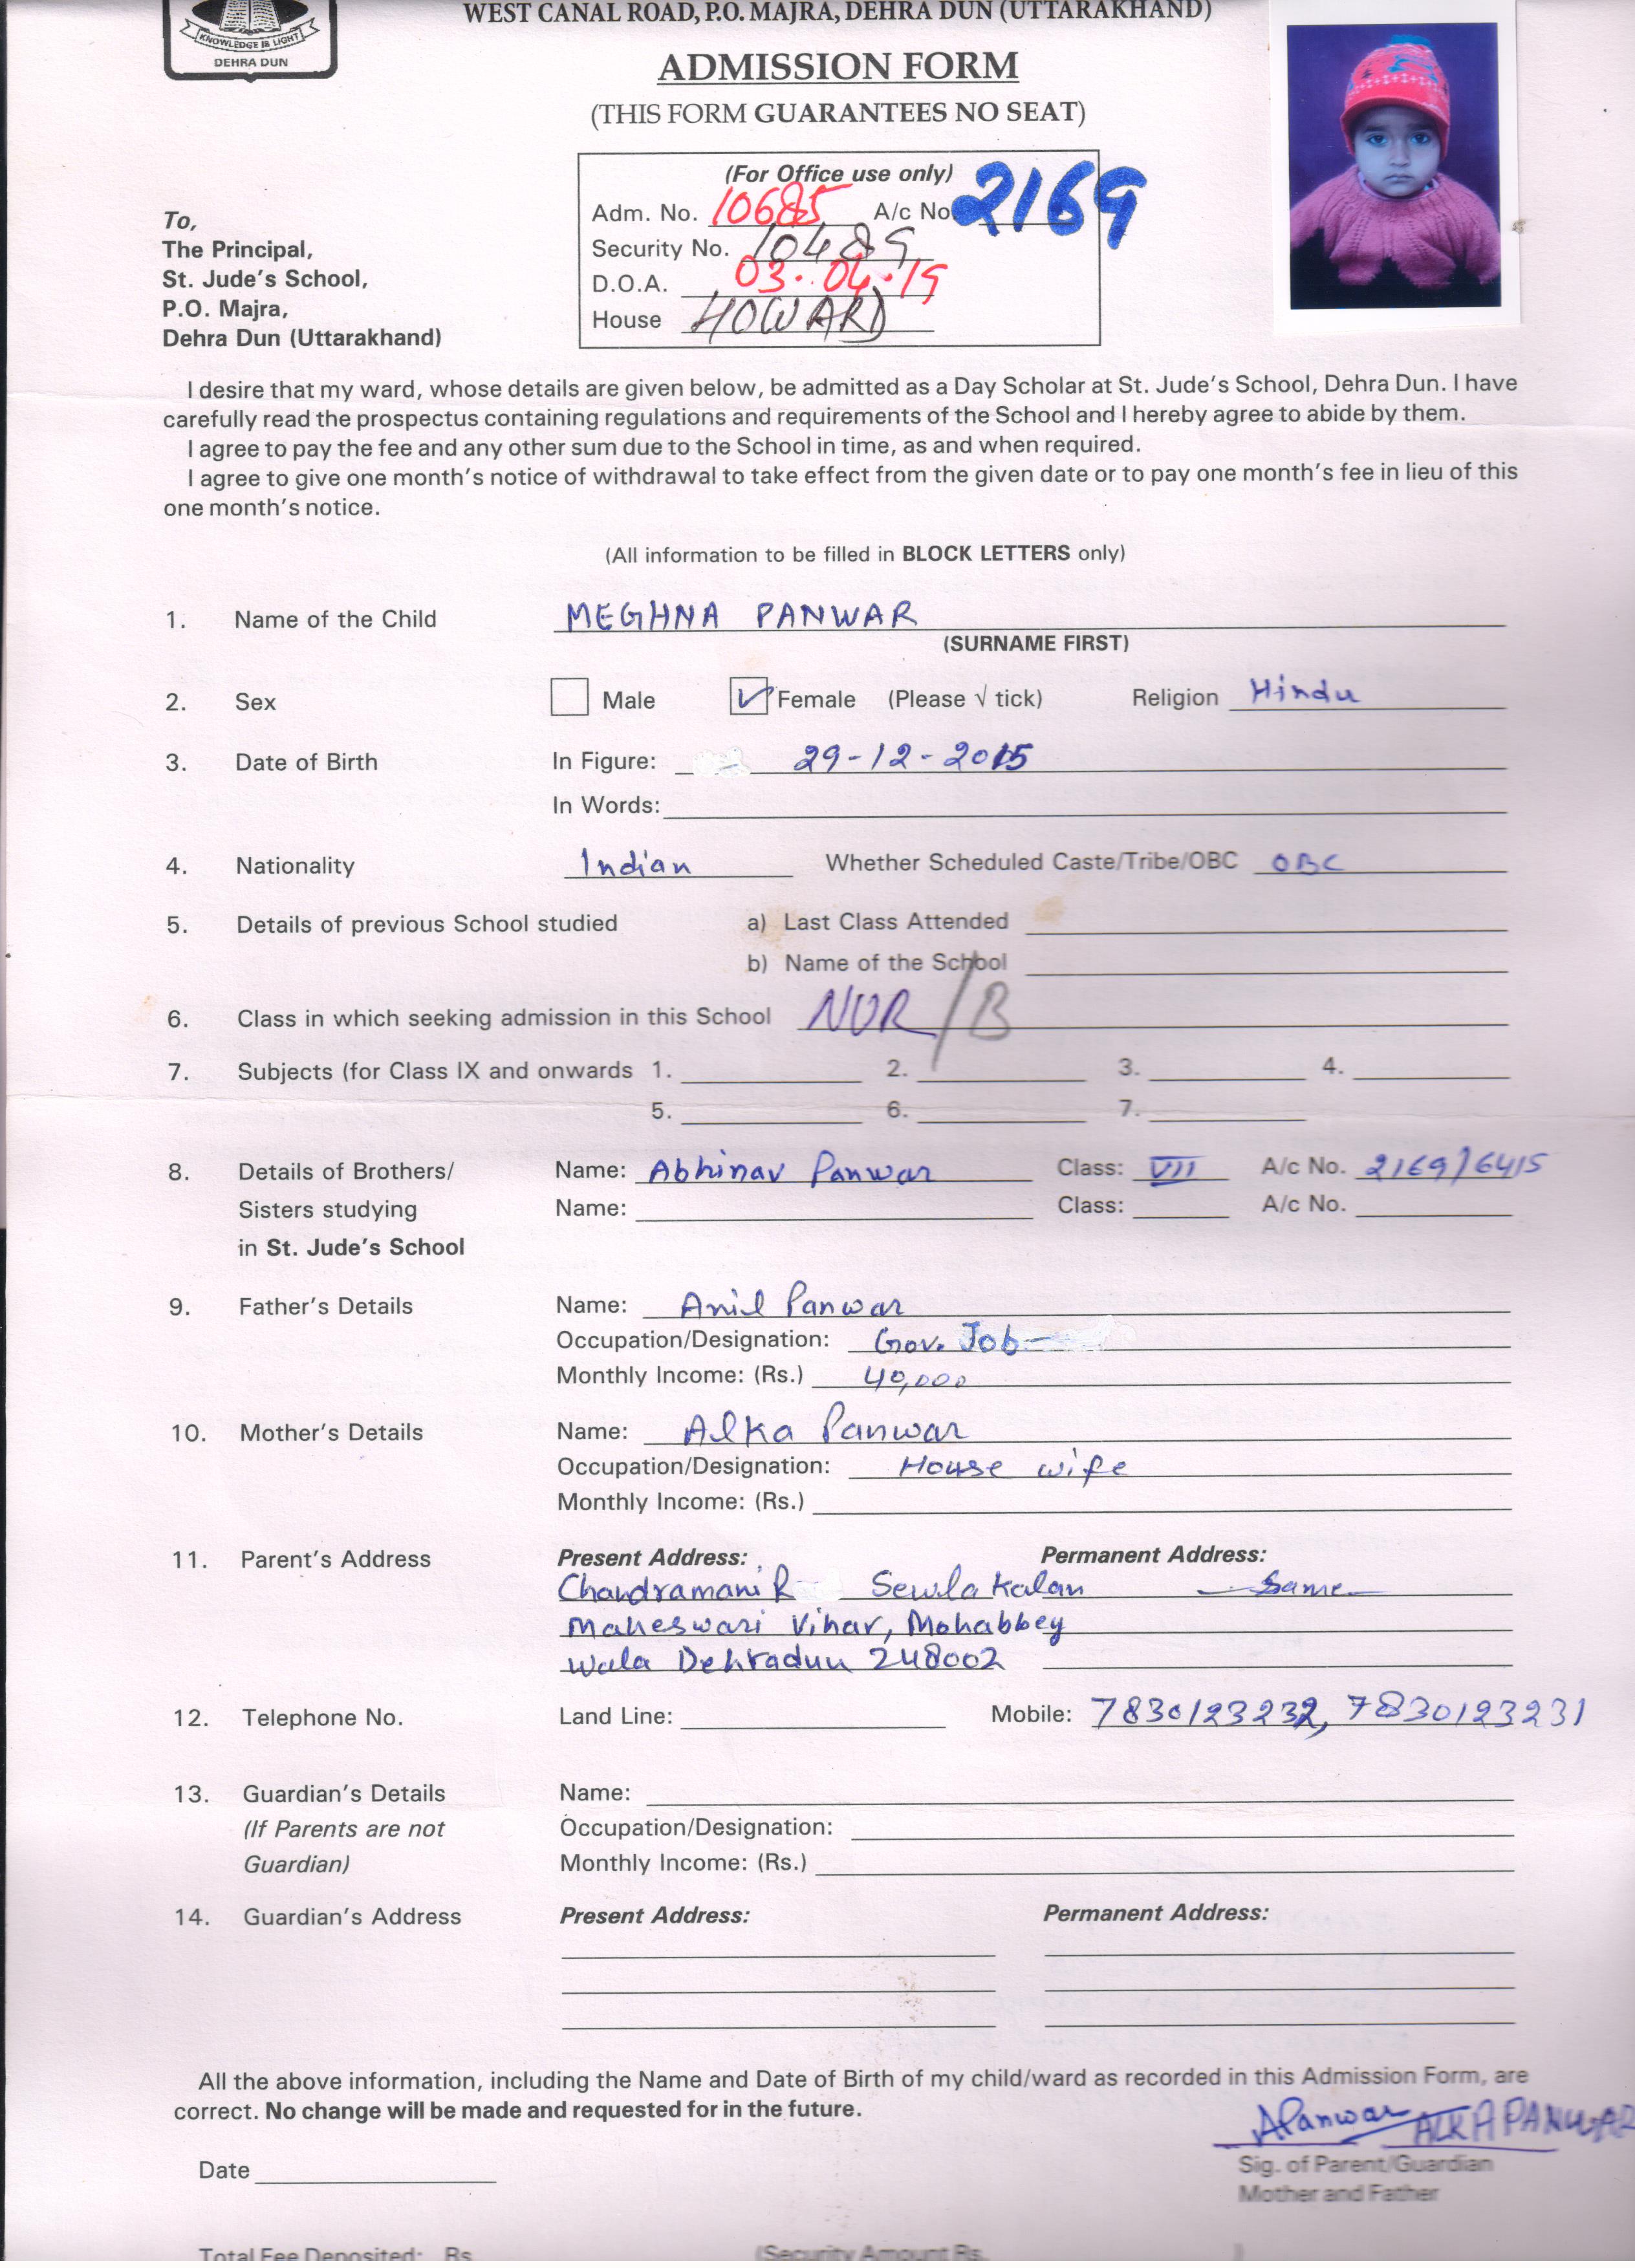 WEST CANAL ROAD, P.O. MAJRA, DEHRA DUN (UTTARAKHAND)
KNOWLEDGE IS LIGHT
DEHRA DUN
ADMISSION FORM
(THIS FORM GUARANTEES NO SEAT)
(For Office use only)
Adm. No. 10685 A/c No. 2169
Security No. 10489
D.O.A. 03.04.19
House HOWARD
To,
The Principal,
St. Jude's School,
P.O. Majra,
Dehra Dun (Uttarakhand)
I desire that my ward, whose details are given below, be admitted as a Day Scholar at St. Jude's School, Dehra Dun. I have
carefully read the prospectus containing regulations and requirements of the School and I hereby agree to abide by them.
I agree to pay the fee and any other sum due to the School in time, as and when required.
I agree to give one month's notice of withdrawal to take effect from the given date or to pay one month's fee in lieu of this
one month's notice.
(All information to be filled in BLOCK LETTERS only)
1. Name of the Child MEGHNA PANWAR
(SURNAME FIRST)
2. Sex Male Female (Please √ tick) Religion Hindu
3. Date of Birth In Figure: 29-12-2015
In Words:
4. Nationality Indian Whether Scheduled Caste/Tribe/OBC OBC
5. Details of previous School studied a) Last Class Attended
b) Name of the School
6. Class in which seeking admission in this School NUR/B
7. Subjects (for Class IX and onwards 1. 2. 3. 4.
5. 6. 7.
8. Details of Brothers/ Name: Abhinav Panwar Class: VII A/c No. 2169/6415
Sisters studying Name: Class: A/c No.
in St. Jude's School
9. Father's Details Name: Anil Panwar
Occupation/Designation: Gov. Job
Monthly Income: (Rs.) 40,000
10. Mother's Details Name: Alka Panwar
Occupation/Designation: House wife
Monthly Income: (Rs.)
11. Parent's Address Present Address: Permanent Address:
Chandramani R Sewla Kalan Same
Maheswari Vihar, Mohabbey
wala Dehradun 248002
12. Telephone No. Land Line: Mobile: 7830123232, 7830123231
13. Guardian's Details Name:
(If Parents are not Occupation/Designation:
Guardian) Monthly Income: (Rs.)
14. Guardian's Address Present Address: Permanent Address:
All the above information, including the Name and Date of Birth of my child/ward as recorded in this Admission Form, are
correct. No change will be made and requested for in the future.
APanwar ALKA PANWAR
Date Sig. of Parent/Guardian
Mother and Father
Total Fee Deposited: Rs. (Security Amount Rs. )